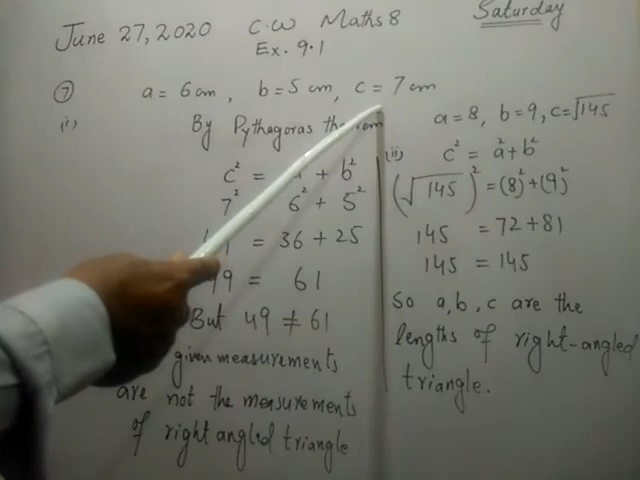 Saturday
June 27, 2020 C.W Maths 8
Ex. 9.1
⑦ a = 6 cm, b = 5 cm, c = 7 cm
(i) By Pythagoras theorem
c² = + b²
7² 6² + 5²
= 36 + 25
49 = 61
But 49 ≠ 61
given measurements
are not the measurements
of right angled triangle
a = 8, b = 9, c = √145
(ii) c² = a² + b²
(√145)² = (8)² + (9)²
145 = 72 + 81
145 = 145
So a, b, c are the
lengths of right-angled
triangle.